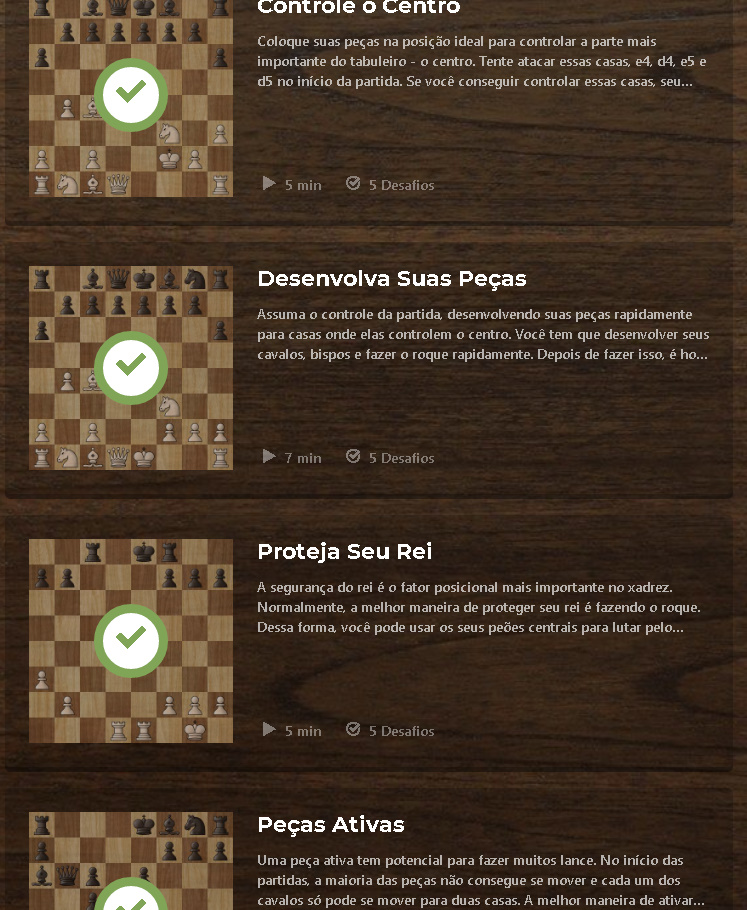 Controle o Centro
Coloque suas peças na posição ideal para controlar a parte mais
importante do tabuleiro - o centro. Tente atacar essas casas, e4, d4, e5 e
d5 no início da partida. Se você conseguir controlar essas casas, seu...
5 min 5 Desafios
Desenvolva Suas Peças
Assuma o controle da partida, desenvolvendo suas peças rapidamente
para casas onde elas controlem o centro. Você tem que desenvolver seus
cavalos, bispos e fazer o roque rapidamente. Depois de fazer isso, é ho...
7 min 5 Desafios
Proteja Seu Rei
A segurança do rei é o fator posicional mais importante no xadrez.
Normalmente, a melhor maneira de proteger seu rei é fazendo o roque.
Dessa forma, você pode usar os seus peões centrais para lutar pelo...
5 min 5 Desafios
Peças Ativas
Uma peça ativa tem potencial para fazer muitos lance. No início das
partidas, a maioria das peças não consegue se mover e cada um dos
cavalos só pode se mover para duas casas. A melhor maneira de ativar...